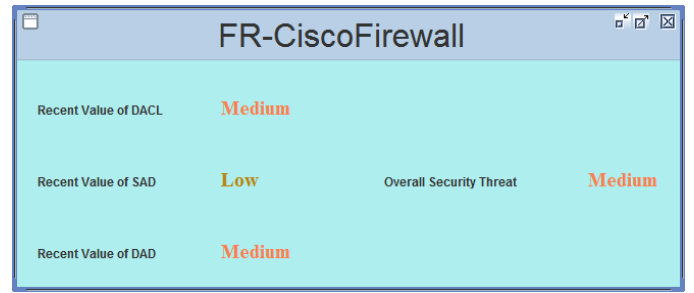 FR-CiscoFirewall
Recent Value of DACL Medium
Recent Value of SAD Low Overall Security Threat Medium
Recent Value of DAD Medium